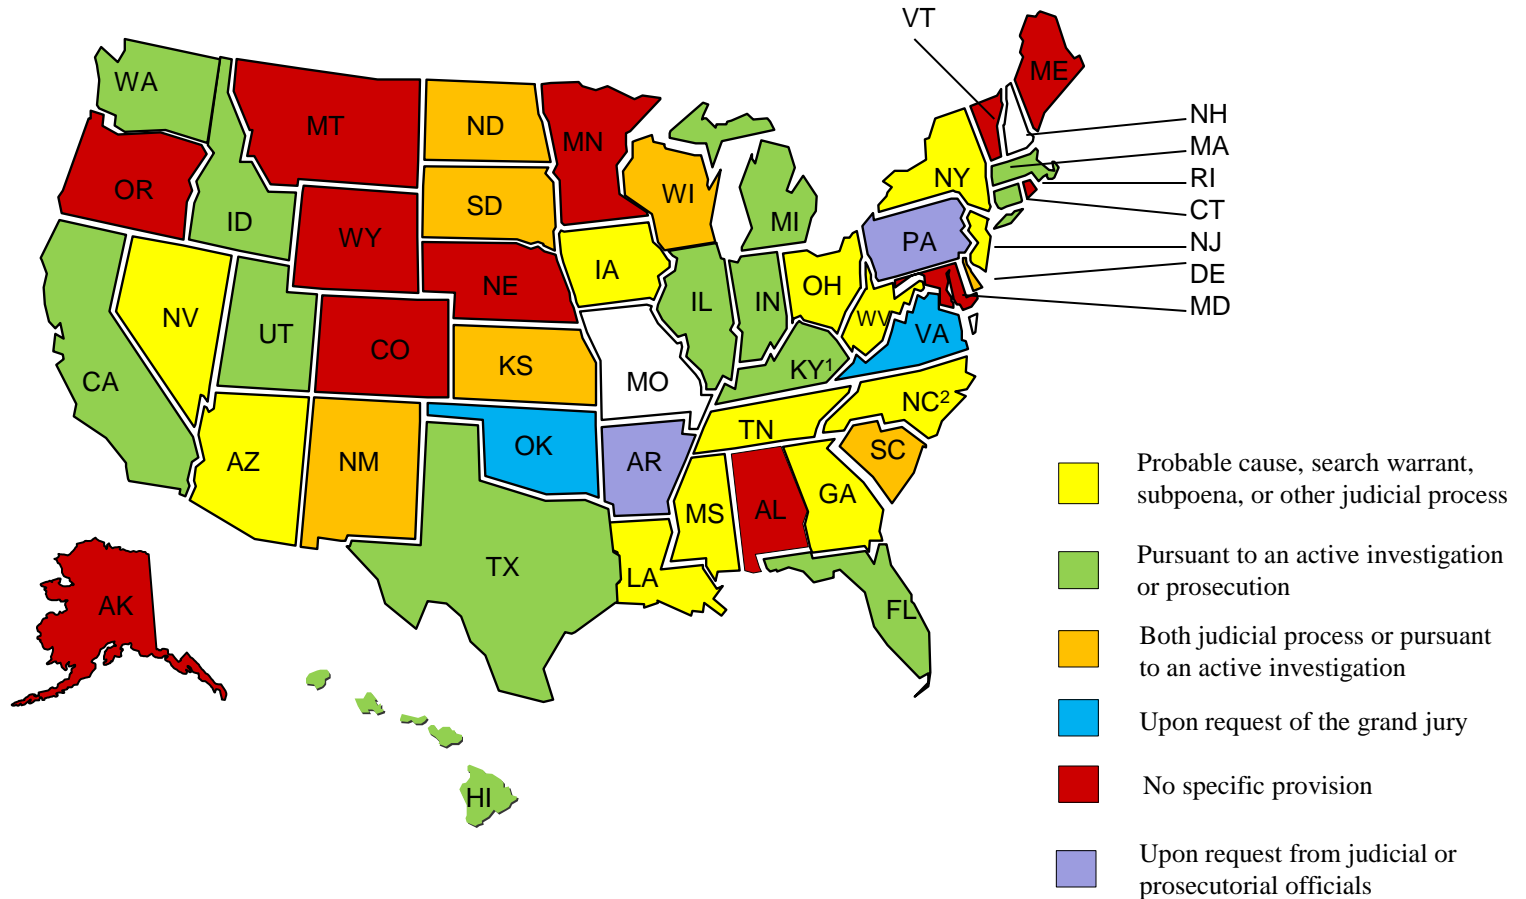 VT
WA
ME
MT
ND
MN
NH
MA
OR
NY
RI
ID
SD
WI
MI
CT
WY
PA
NJ
IA
NE
OH
DE
IL
IN
MD
NV
UT
CO
WV
VA
KS
KY1
CA
MO
NC2
TN
OK
SC
AZ
NM
AR
GA
MS
AL
TX
LA
AK
FL
HI
Probable cause, search warrant,
subpoena, or other judicial process
Pursuant to an active investigation
or prosecution
Both judicial process or pursuant
to an active investigation
Upon request of the grand jury
No specific provision
Upon request from judicial or
prosecutorial officials